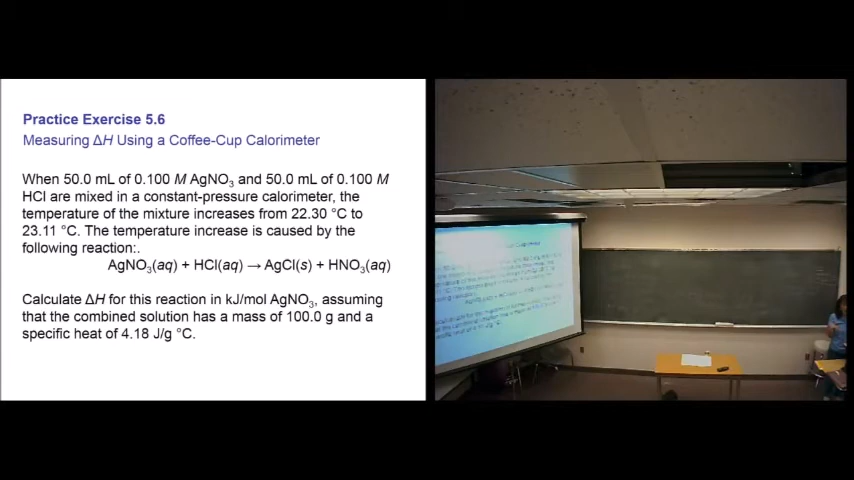 Practice Exercise 5.6
Measuring ΔH Using a Coffee-Cup Calorimeter
When 50.0 mL of 0.100 M AgNO₃ and 50.0 mL of 0.100 M
HCl are mixed in a constant-pressure calorimeter, the
temperature of the mixture increases from 22.30 °C to
23.11 °C. The temperature increase is caused by the
following reaction:.
AgNO₃(aq) + HCl(aq) → AgCl(s) + HNO₃(aq)
Calculate ΔH for this reaction in kJ/mol AgNO₃, assuming
that the combined solution has a mass of 100.0 g and a
specific heat of 4.18 J/g °C.